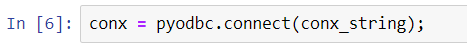 In [6]: conx = pyodbc.connect(conx_string);